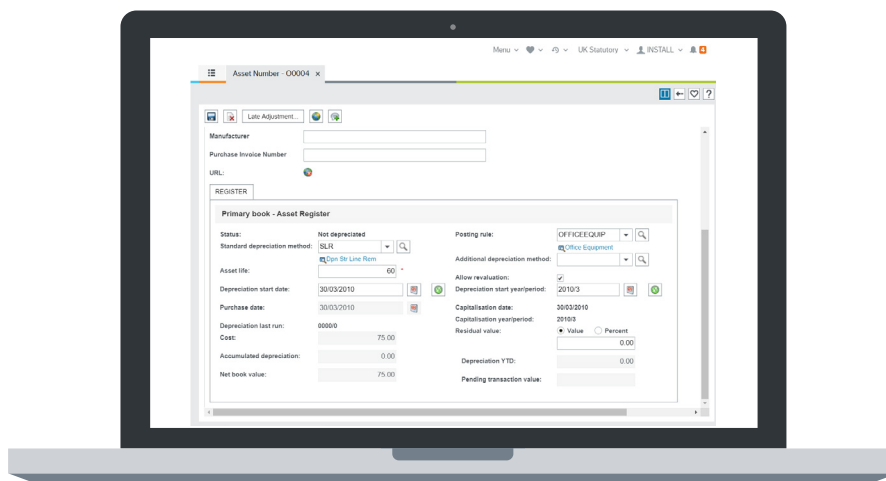 Menu UK Statutory INSTALL 4
Asset Number - O0004 ×
Late Adjustment...
Manufacturer
Purchase Invoice Number
URL:
REGISTER
Primary book - Asset Register
Status: Not depreciated Posting rule: OFFICEEQUIP
Office Equipment
Standard depreciation method: SLR
Dpn Str Line Rem Additional depreciation method:
Asset life: 60 * Allow revaluation:
Depreciation start date: 30/03/2010 Depreciation start year/period: 2010/3
Purchase date: 30/03/2010 Capitalisation date: 30/03/2010
Capitalisation year/period: 2010/3
Depreciation last run: 0000/0 Residual value: Value Percent
Cost: 75.00 0.00
Accumulated depreciation: 0.00 Depreciation YTD: 0.00
Net book value: 75.00 Pending transaction value: